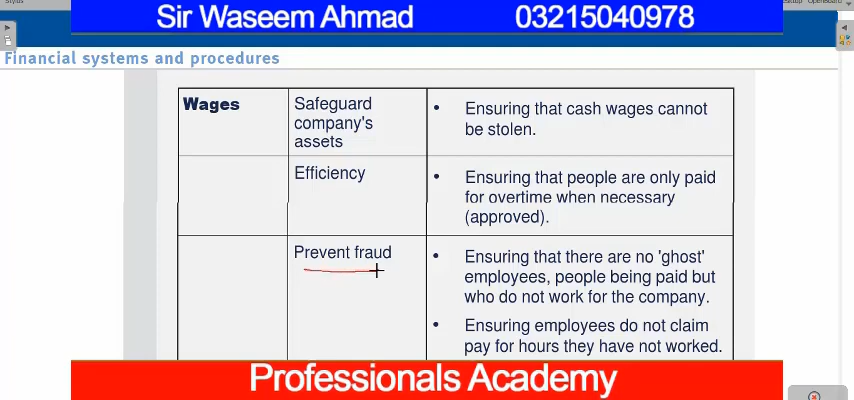 Stylus
Desktop Openboard
Sir Waseem Ahmad 03215040978
Financial systems and procedures
Wages
Safeguard
company's
assets
• Ensuring that cash wages cannot
be stolen.
Efficiency
• Ensuring that people are only paid
for overtime when necessary
(approved).
Prevent fraud
• Ensuring that there are no 'ghost'
employees, people being paid but
who do not work for the company.
• Ensuring employees do not claim
pay for hours they have not worked.
Professionals Academy